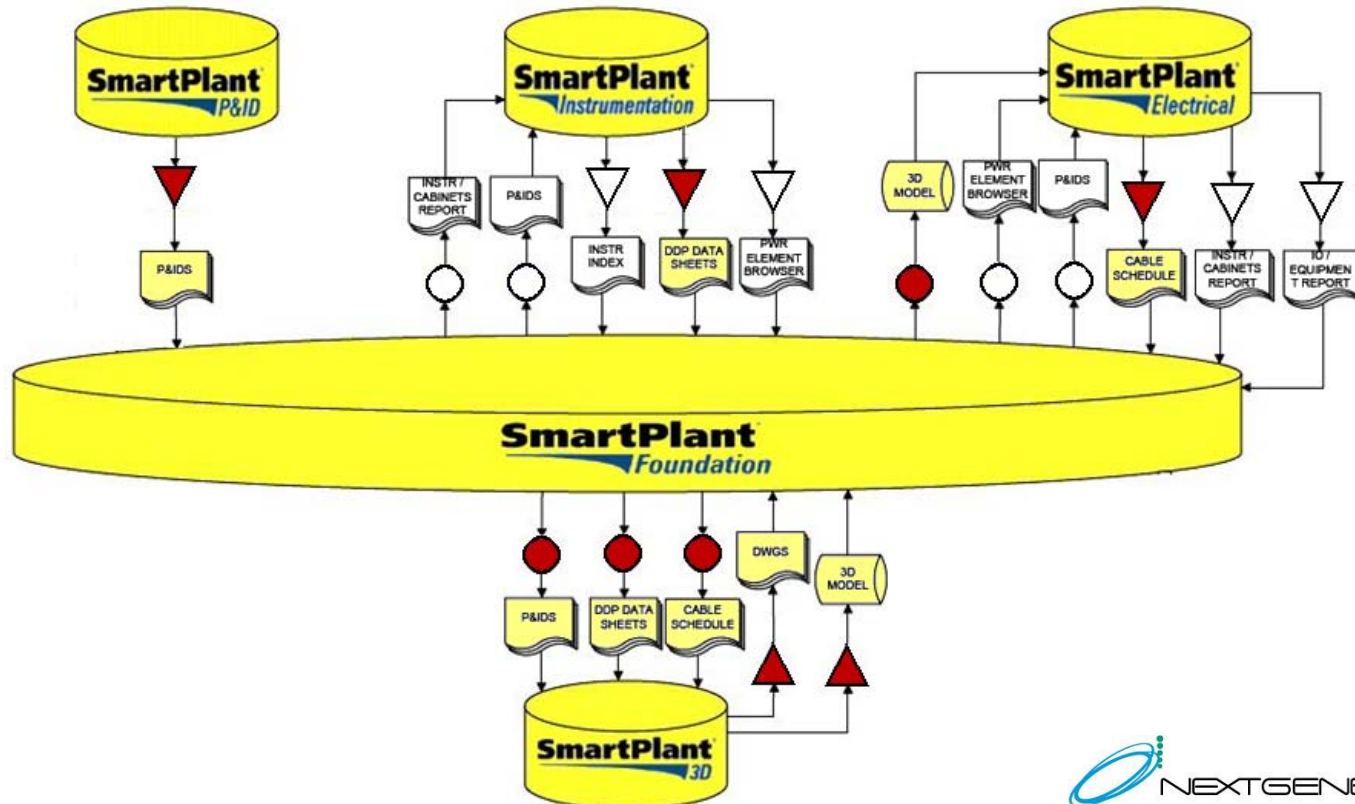 SmartPlant
P&ID
SmartPlant
Instrumentation
SmartPlant
Electrical
INSTR /
CABINETS
REPORT
P&IDS
3D
MODEL
PWR
ELEMENT
BROWSER
P&IDS
P&IDS
INSTR
INDEX
DDP DATA
SHEETS
PWR
ELEMENT
BROWSER
CABLE
SCHEDULE
INSTR /
CABINETS
REPORT
IO /
EQUIPMEN
T REPORT
SmartPlant
Foundation
DWGS
3D
MODEL
P&IDS
DDP DATA
SHEETS
CABLE
SCHEDULE
SmartPlant
3D